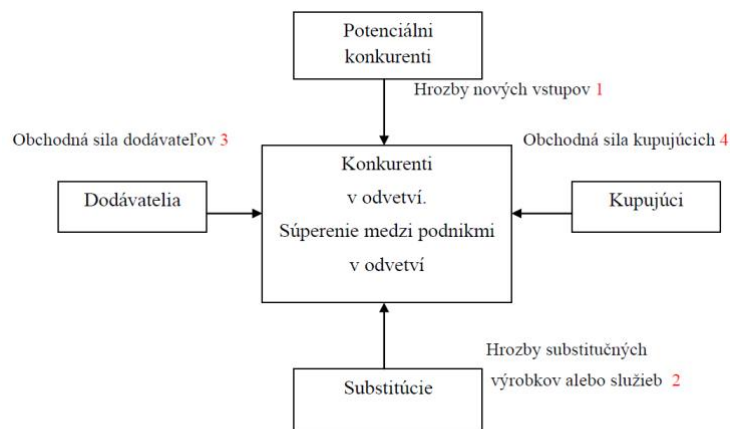 Potenciálni
konkurenti
Hrozby nových vstupov 1
Obchodná sila dodávateľov 3
Obchodná sila kupujúcich 4
Konkurenti
v odvetví.
Súperenie medzi podnikmi
v odvetví
Dodávatelia
Kupujúci
Hrozby substitučných
výrobkov alebo služieb 2
Substitúcie